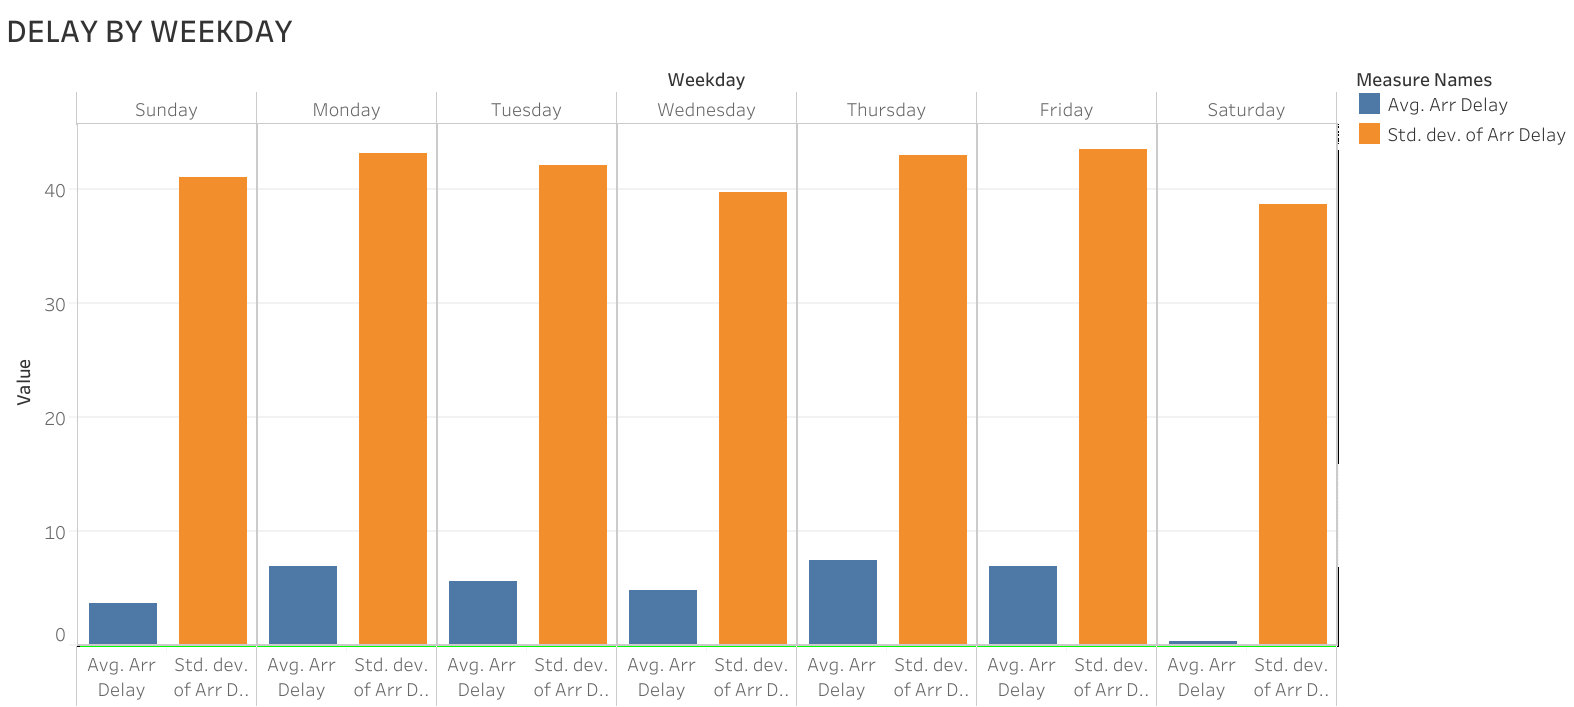 DELAY BY WEEKDAY
Weekday
Sunday Monday Tuesday Wednesday Thursday Friday Saturday
Measure Names
Avg. Arr Delay
Std. dev. of Arr Delay
Value
40
30
20
10
0
Avg. Arr Std. dev. Avg. Arr Std. dev. Avg. Arr Std. dev. Avg. Arr Std. dev. Avg. Arr Std. dev. Avg. Arr Std. dev. Avg. Arr Std. dev.
Delay of Arr D.. Delay of Arr D.. Delay of Arr D.. Delay of Arr D.. Delay of Arr D.. Delay of Arr D.. Delay of Arr D..